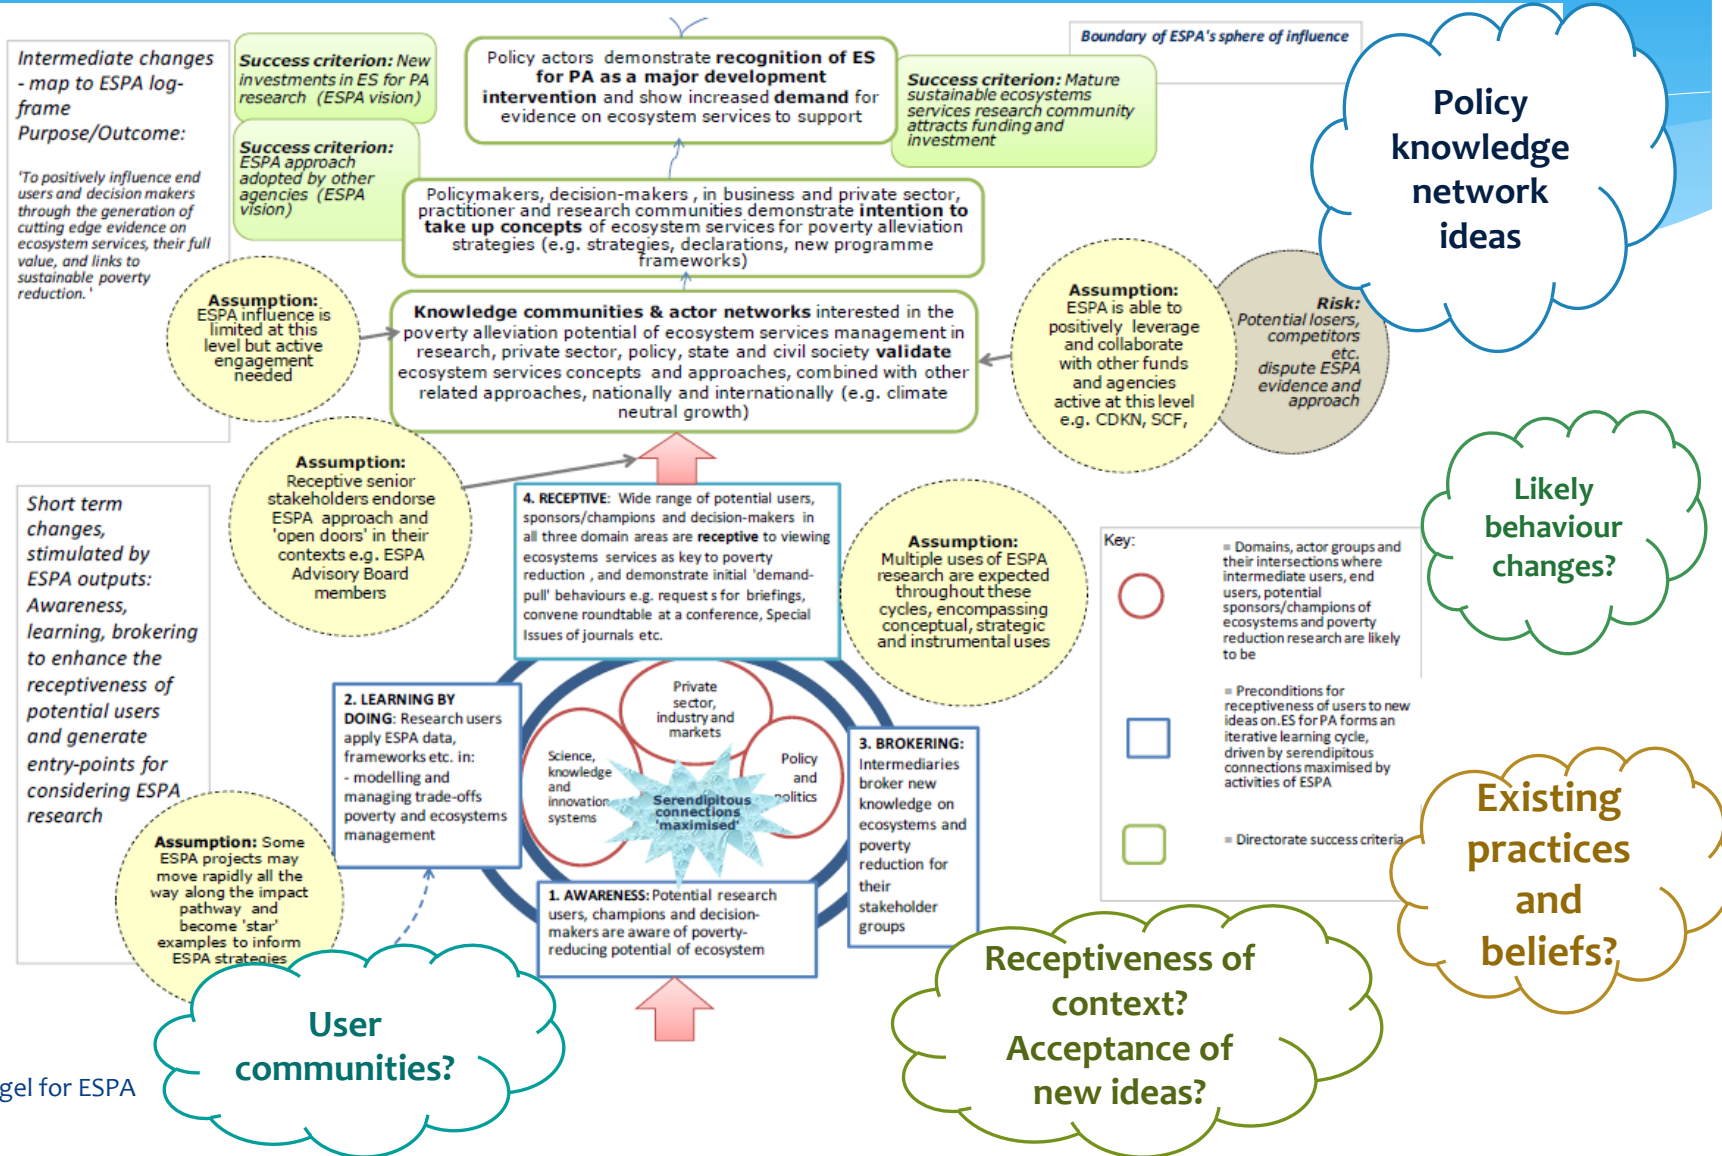 Intermediate changes
- map to ESPA log-
frame
Purpose/Outcome:
'To positively influence end
users and decision makers
through the generation of
cutting edge evidence on
ecosystem services, their full
value, and links to
sustainable poverty
reduction. '
Success criterion: New
investments in ES for PA
research (ESPA vision)
Success criterion:
ESPA approach
adopted by other
agencies (ESPA
vision)
Policy actors demonstrate recognition of ES
for PA as a major development
intervention and show increased demand for
evidence on ecosystem services to support
Boundary of ESPA's sphere of influence
Success criterion: Mature
sustainable ecosystems
services research community
attracts funding and
investment
Policy
knowledge
network
ideas
Policymakers, decision-makers , in business and private sector,
practitioner and research communities demonstrate intention to
take up concepts of ecosystem services for poverty alleviation
strategies (e.g. strategies, declarations, new programme
frameworks)
Assumption:
ESPA influence is
limited at this
level but active
engagement
needed
Knowledge communities & actor networks interested in the
poverty alleviation potential of ecosystem services management in
research, private sector, policy, state and civil society validate
ecosystem services concepts and approaches, combined with other
related approaches, nationally and internationally (e.g. climate
neutral growth)
Assumption:
ESPA is able to
positively leverage
and collaborate
with other funds
and agencies
active at this level
e.g. CDKN, SCF,
Risk:
Potential losers,
competitors
etc.
dispute ESPA
evidence and
approach
Assumption:
Receptive senior
stakeholders endorse
ESPA approach and
'open doors' in their
contexts e.g. ESPA
Advisory Board
members
Likely
behaviour
changes?
Short term
changes,
stimulated by
ESPA outputs:
Awareness,
learning, brokering
to enhance the
receptiveness of
potential users
and generate
entry-points for
considering ESPA
research
4. RECEPTIVE: Wide range of potential users,
sponsors/champions and decision-makers in
all three domain areas are receptive to viewing
ecosystems services as key to poverty
reduction , and demonstrate initial 'demand-
pull' behaviours e.g. request s for briefings,
convene roundtable at a conference, Special
Issues of journals etc.
Assumption:
Multiple uses of ESPA
research are expected
throughout these
cycles, encompassing
conceptual, strategic
and instrumental uses
Key:
= Domains, actor groups and
their intersections where
intermediate users, end
users, potential
sponsors/champions of
ecosystems and poverty
reduction research are likely
to be
= Preconditions for
receptiveness of users to new
ideas on.ES for PA forms an
iterative learning cycle,
driven by serendipitous
connections maximised by
activities of ESPA
= Directorate success criteria
2. LEARNING BY
DOING: Research users
apply ESPA data,
frameworks etc. in:
- modelling and
managing trade-offs
poverty and ecosystems
management
Private
sector,
industry and
markets
Science,
knowledge
and
innovation
systems
Policy
and
politics
Serendipitous
connections
'maximised'
3. BROKERING:
Intermediaries
broker new
knowledge on
ecosystems and
poverty
reduction for
their
stakeholder
groups
1. AWARENESS: Potential research
users, champions and decision-
makers are aware of poverty-
reducing potential of ecosystem
Assumption: Some
ESPA projects may
move rapidly all the
way along the impact
pathway and
become 'star'
examples to inform
ESPA strategies
Existing
practices
and
beliefs?
User
communities?
Receptiveness of
context?
Acceptance of
new ideas?
gel for ESPA